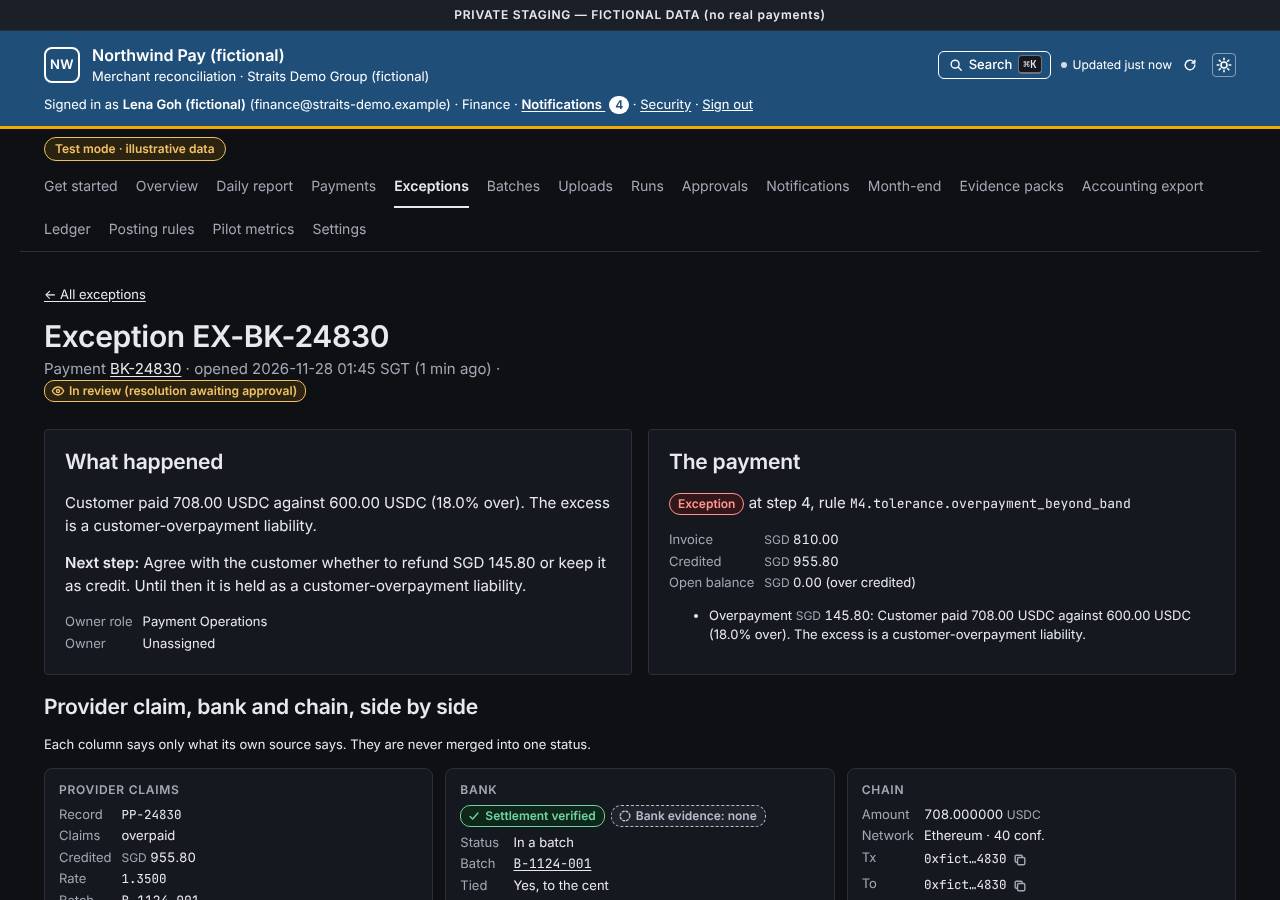 PRIVATE STAGING — FICTIONAL DATA (no real payments)
NW
Northwind Pay (fictional)
Merchant reconciliation · Straits Demo Group (fictional)
Search ⌘K
Updated just now
Signed in as Lena Goh (fictional) (finance@straits-demo.example) · Finance · Notifications 4 · Security · Sign out
Test mode · illustrative data
Get started Overview Daily report Payments Exceptions Batches Uploads Runs Approvals Notifications Month-end Evidence packs Accounting export
Ledger Posting rules Pilot metrics Settings
← All exceptions
Exception EX-BK-24830
Payment BK-24830 · opened 2026-11-28 01:45 SGT (1 min ago) ·
In review (resolution awaiting approval)
What happened
Customer paid 708.00 USDC against 600.00 USDC (18.0% over). The excess
is a customer-overpayment liability.
Next step: Agree with the customer whether to refund SGD 145.80 or keep it
as credit. Until then it is held as a customer-overpayment liability.
Owner role Payment Operations
Owner Unassigned
The payment
Exception at step 4, rule M4.tolerance.overpayment_beyond_band
Invoice SGD 810.00
Credited SGD 955.80
Open balance SGD 0.00 (over credited)
• Overpayment SGD 145.80: Customer paid 708.00 USDC against 600.00 USDC
(18.0% over). The excess is a customer-overpayment liability.
Provider claim, bank and chain, side by side
Each column says only what its own source says. They are never merged into one status.
PROVIDER CLAIMS
Record PP-24830
Claims overpaid
Credited SGD 955.80
Rate 1.3500
Batch B-1124-001
BANK
Settlement verified Bank evidence: none
Status In a batch
Batch B-1124-001
Tied Yes, to the cent
CHAIN
Amount 708.000000 USDC
Network Ethereum · 40 conf.
Tx 0xfict…4830
To 0xfict…4830